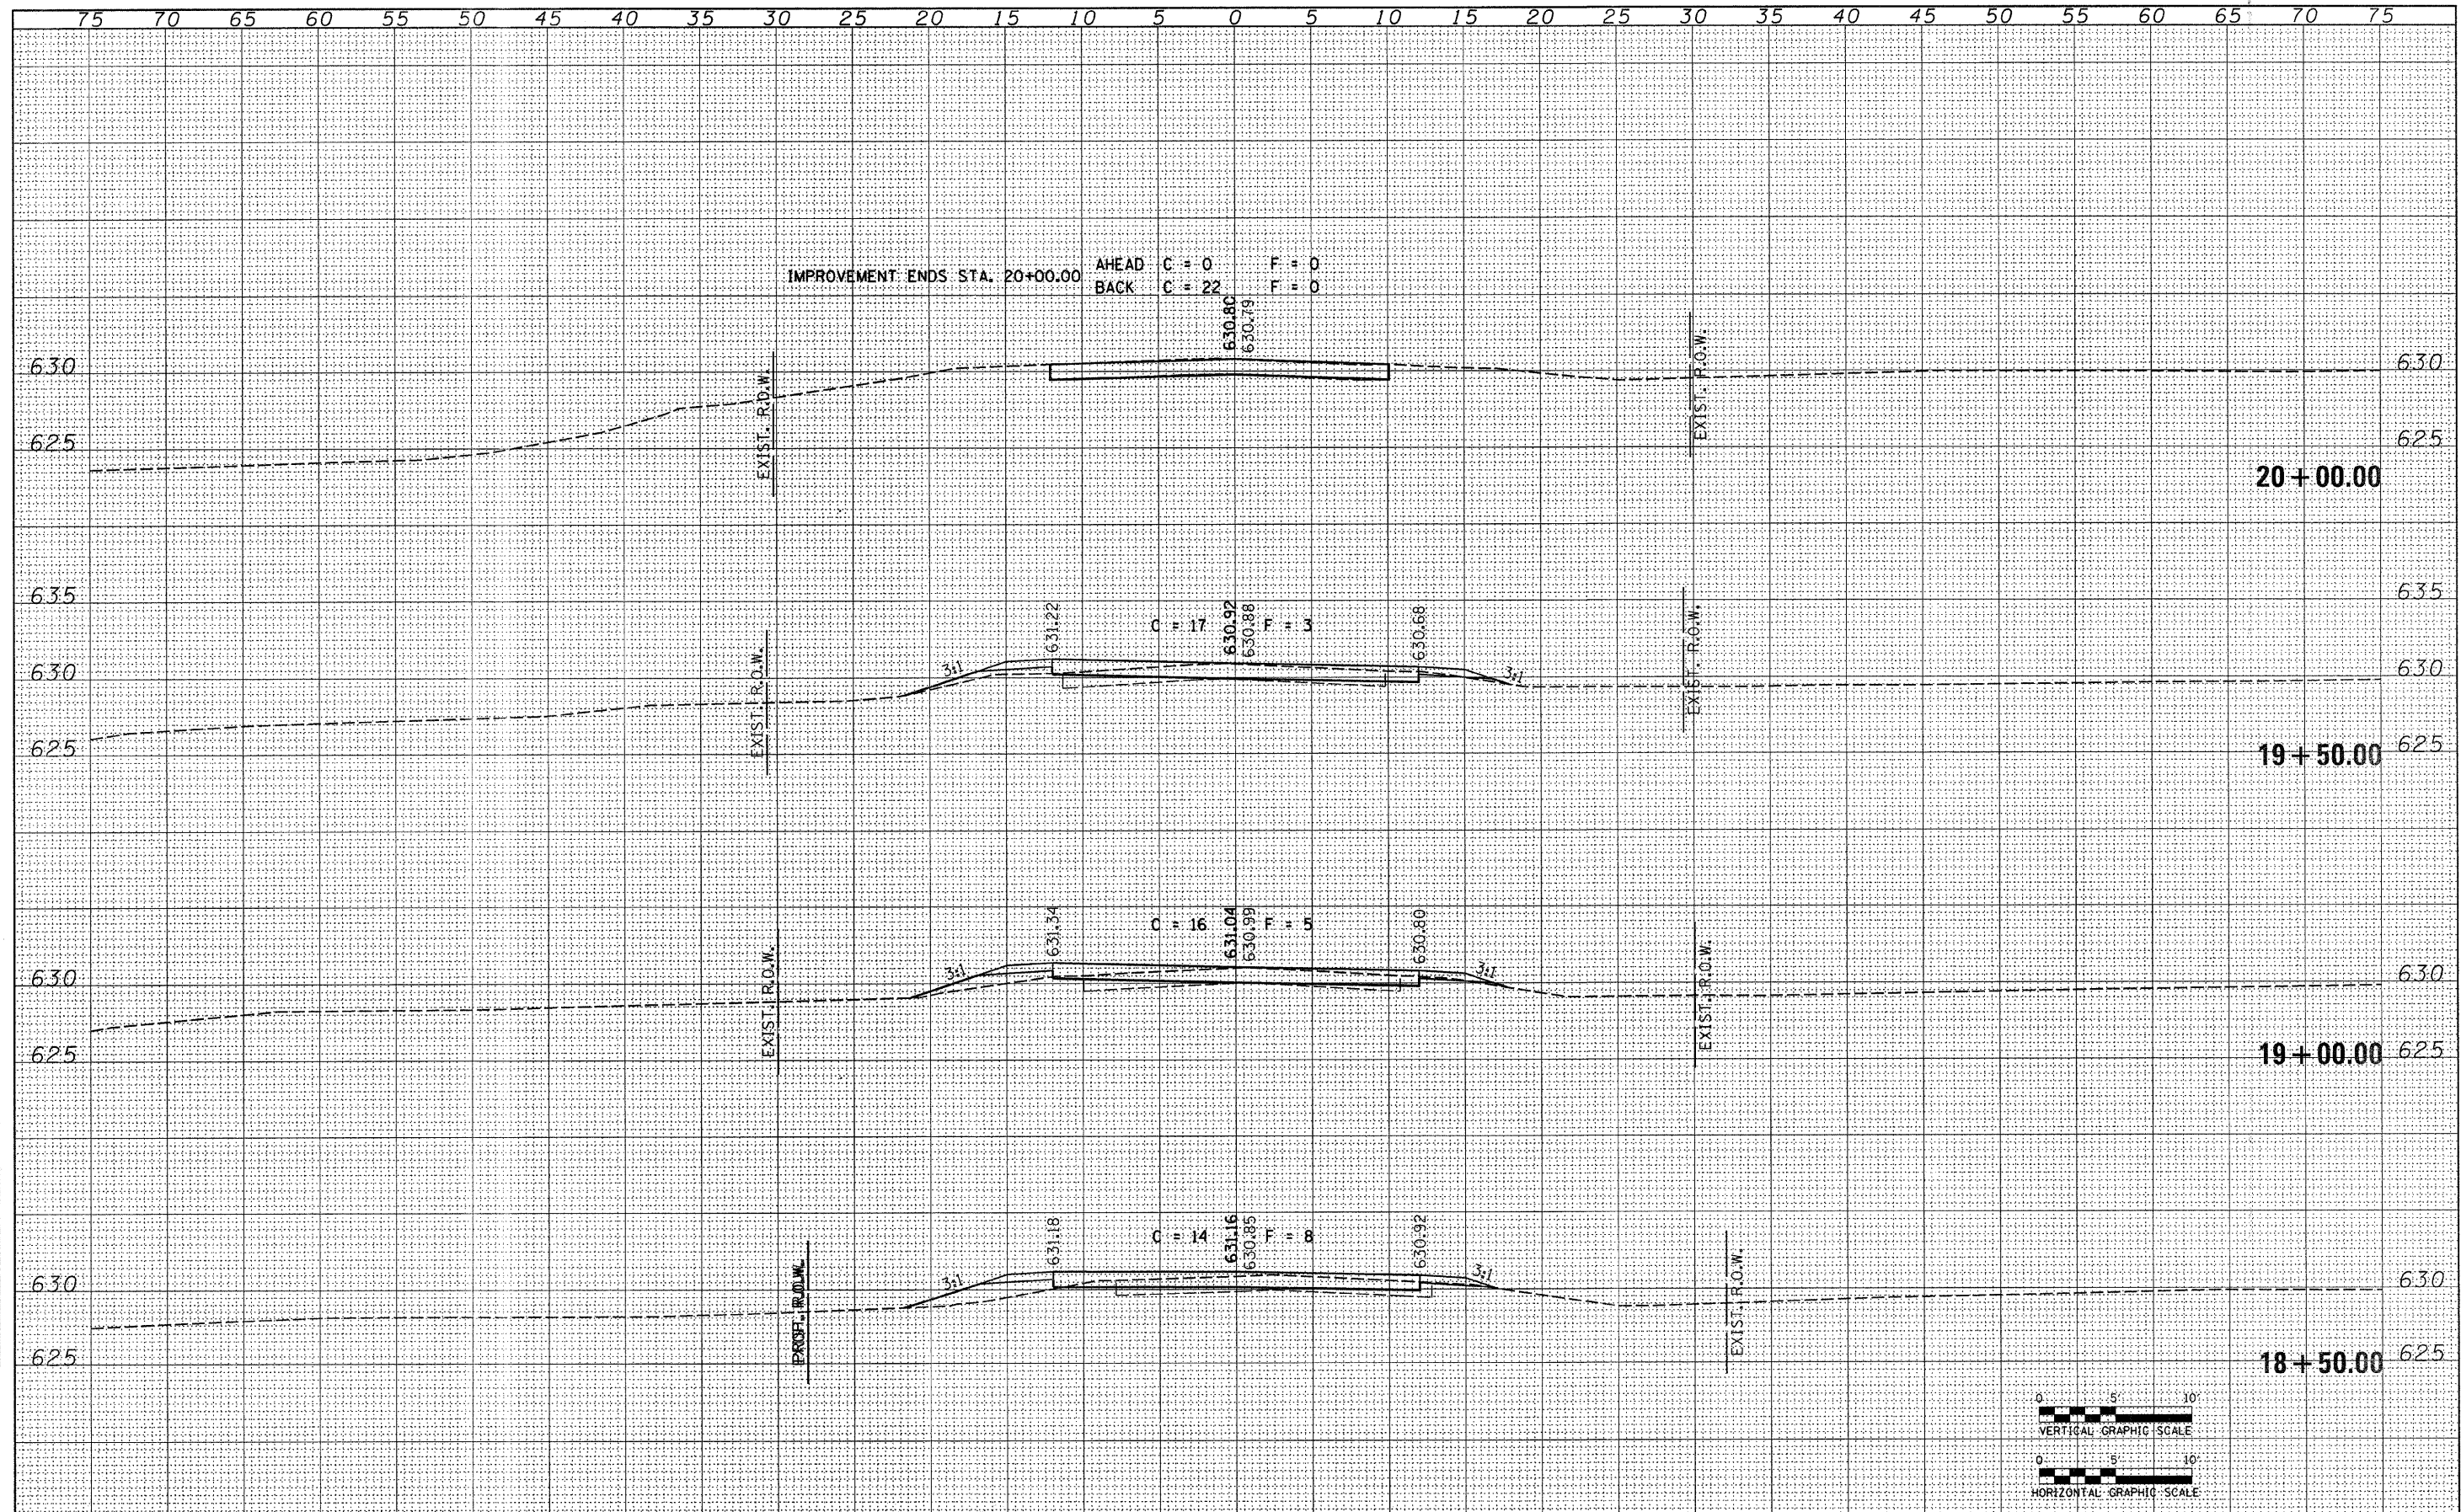 75 70 65 60 55 50 45 40 35 30 25 20 15 10 5 0 5 10 15 20 25 30 35 40 45 50 55 60 65 70 75
IMPROVEMENT ENDS STA. 20+00.00
AHEAD C = 0 F = 0
BACK C = 22 F = 0
630.80
630.79
630
EXIST. R.O.W.
EXIST. R.O.W.
630
625
625
20+00.00
635
635
631.22
C = 17
630.92
630.88
F = 3
630.68
630
3:1
3:1
630
EXIST. R.O.W.
EXIST. R.O.W.
625
625
19+50.00
631.34
C = 16
631.04
630.99
F = 5
630.80
630
3:1
3:1
630
EXIST. R.O.W.
EXIST. R.O.W.
625
625
19+00.00
631.18
C = 14
631.16
630.85
F = 8
630.92
630
3:1
3:1
630
R.O.W.
EXIST. R.O.W.
625
625
18+50.00
0 5' 10'
VERTICAL GRAPHIC SCALE
0 5' 10'
HORIZONTAL GRAPHIC SCALE